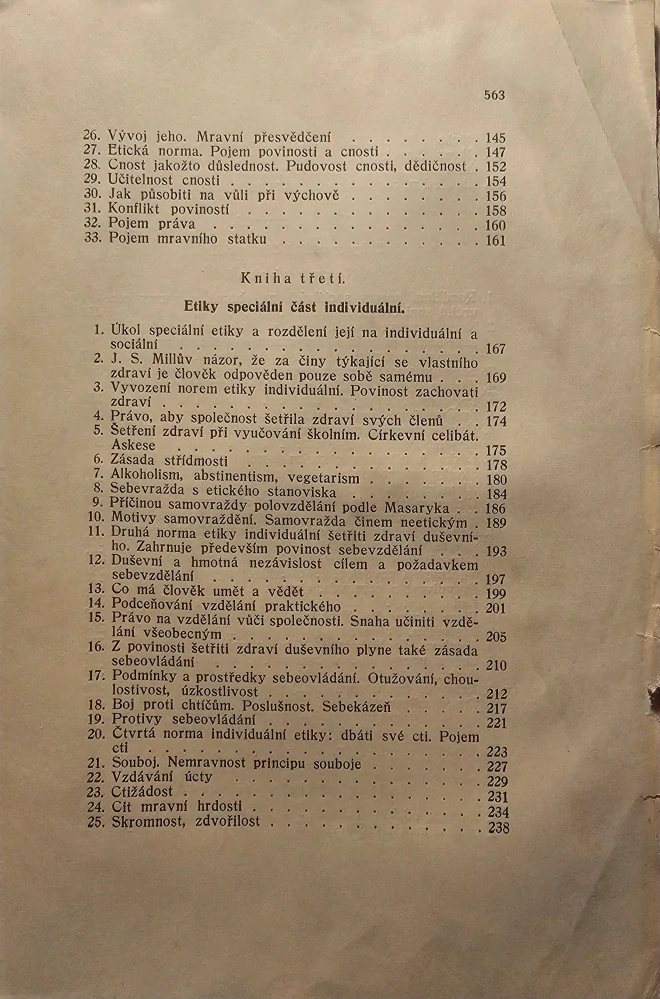 563
26. Vývoj jeho. Mravní přesvědčení . . . . . . . . 145
27. Etická norma. Pojem povinosti a cnosti . . . . . . 147
28. Cnost jakožto důslednost. Pudovost cnosti, dědičnost . 152
29. Učitelnost cnosti . . . . . . . . . . . . . . . 154
30. Jak působiti na vůli při výchově . . . . . . . . 156
31. Konflikt poviností . . . . . . . . . . . . . . . 158
32. Pojem práva . . . . . . . . . . . . . . . . 160
33. Pojem mravního statku . . . . . . . . . . . . 161
Kniha třetí.
Etiky speciální část individuální.
1. Úkol speciální etiky a rozdělení její na individuální a
sociální . . . . . . . . . . . . . . . . . . 167
2. J. S. Millův názor, že za činy týkající se vlastního
zdraví je člověk odpověden pouze sobě samému . . . 169
3. Vyvození norem etiky individuální. Povinost zachovati
zdraví . . . . . . . . . . . . . . . . . . . 172
4. Právo, aby společnost šetřila zdraví svých členů . . 174
5. Šetření zdraví při vyučování školním. Církevní celibát.
Askese . . . . . . . . . . . . . . . . . . 175
6. Zásada střídmosti . . . . . . . . . . . . . . 178
7. Alkoholism, abstinentism, vegetarism . . . . . . . 180
8. Sebevražda s etického stanoviska . . . . . . . . 184
9. Příčinou samovraždy polovzdělání podle Masaryka . . 186
10. Motivy samovraždění. Samovražda činem neetickým . 189
11. Druhá norma etiky individuální šetřiti zdraví duševní-
ho. Zahrnuje především povinost sebevzdělání . . . 193
12. Duševní a hmotná nezávislost cílem a požadavkem
sebevzdělání . . . . . . . . . . . . . . . . 197
13. Co má člověk umět a vědět . . . . . . . . . . 199
14. Podceňování vzdělání praktického . . . . . . . . 201
15. Právo na vzdělání vůči společnosti. Snaha učiniti vzdě-
lání všeobecným . . . . . . . . . . . . . . . 205
16. Z povinosti šetřiti zdraví duševního plyne také zásada
sebeovládání . . . . . . . . . . . . . . . . 210
17. Podmínky a prostředky sebeovládání. Otužování, chou-
lostivost, úzkostlivost . . . . . . . . . . . . . 212
18. Boj proti chtíčům. Poslušnost. Sebekázeň . . . . . 217
19. Protivy sebeovládání . . . . . . . . . . . . . 221
20. Čtvrtá norma individuální etiky: dbáti své cti. Pojem
cti . . . . . . . . . . . . . . . . . . . . 223
21. Souboj. Nemravnost principu souboje . . . . . . . 227
22. Vzdávání úcty . . . . . . . . . . . . . . . 229
23. Ctižádost . . . . . . . . . . . . . . . . . . 231
24. Cit mravní hrdosti . . . . . . . . . . . . . . 234
25. Skromnost, zdvořilost . . . . . . . . . . . . . 238